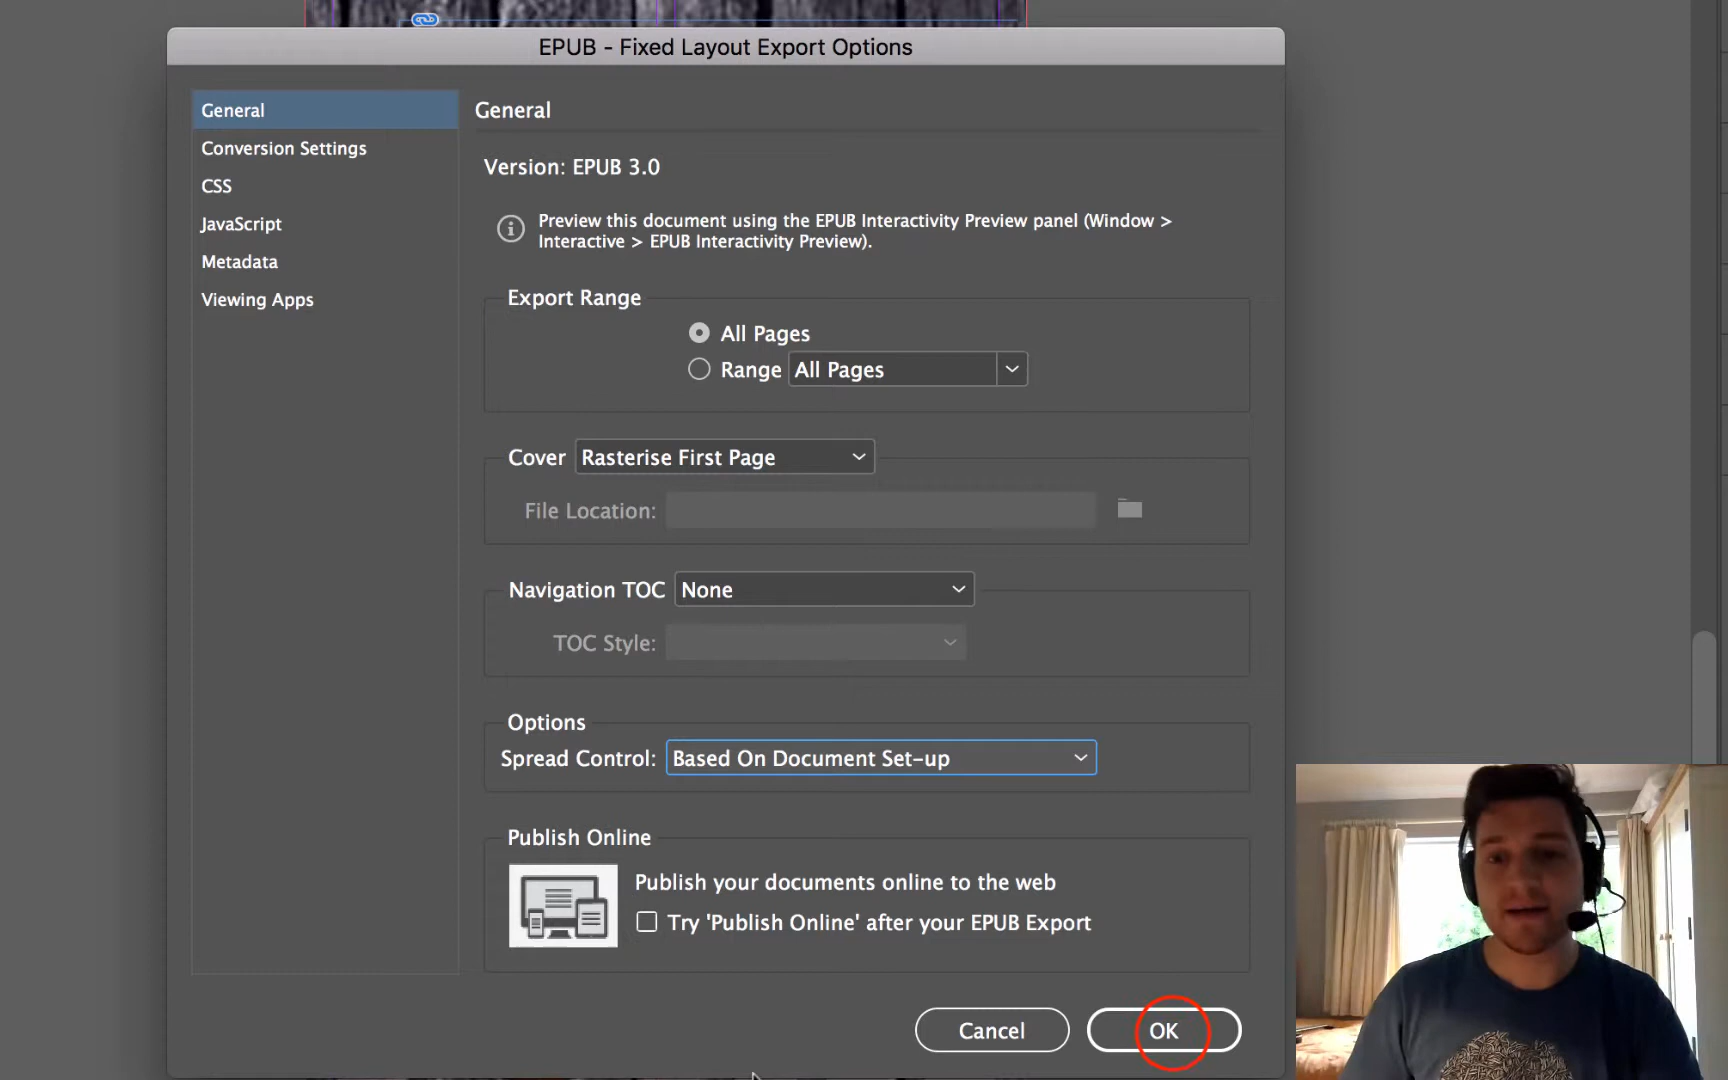 EPUB - Fixed Layout Export Options
General
Conversion Settings
CSS
JavaScript
Metadata
Viewing Apps
General
Version: EPUB 3.0
Preview this document using the EPUB Interactivity Preview panel (Window >
Interactive > EPUB Interactivity Preview).
Export Range
All Pages
Range All Pages
Cover Rasterise First Page
File Location:
Navigation TOC None
TOC Style:
Options
Spread Control: Based On Document Set-up
Publish Online
Publish your documents online to the web
Try 'Publish Online' after your EPUB Export
Cancel OK